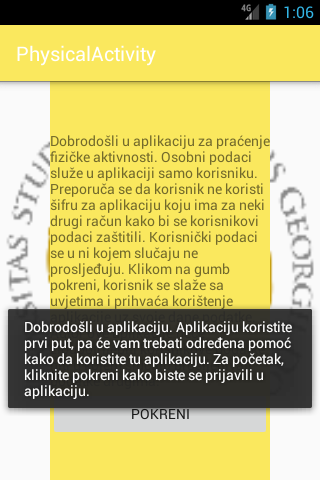 4G 1:06
PhysicalActivity
Dobrodošli u aplikaciju za praćenje
fizičke aktivnosti. Osobni podaci
služe u aplikaciji samo korisniku.
Preporuča se da korisnik ne koristi
šifru za aplikaciju koju ima za neki
drugi račun kako bi se korisnikovi
podaci zaštitili. Korisnički podaci
se u ni kojem slučaju ne
prosljeđuju. Klikom na gumb
pokreni, korisnik se slaže sa
uvjetima i prihvaća korištenje
Dobrodošli u aplikaciju. Aplikaciju koristite
prvi put, pa će vam trebati određena pomoć
kako da koristite tu aplikaciju. Za početak,
kliknite pokreni kako biste se prijavili u
aplikaciju.
POKRENI